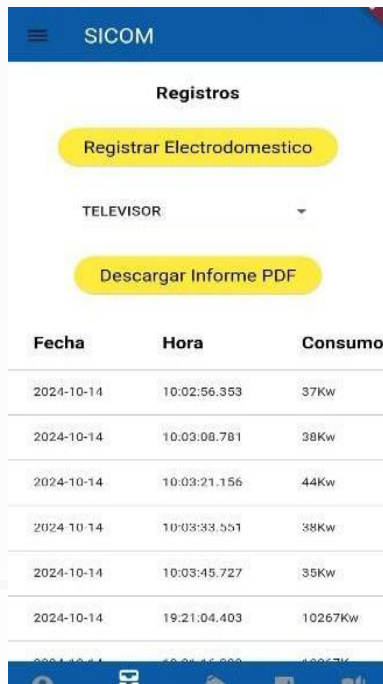 SICOM
Registros
Registrar Electrodomestico
TELEVISOR
Descargar Informe PDF
Fecha Hora Consumo
2024-10-14 10:02:56.353 37Kw
2024-10-14 10:03:08.781 38Kw
2024-10-14 10:03:21.156 44Kw
2024-10-14 10:03:33.551 38Kw
2024-10-14 10:03:45.727 35Kw
2024-10-14 19:21:04.403 10267Kw